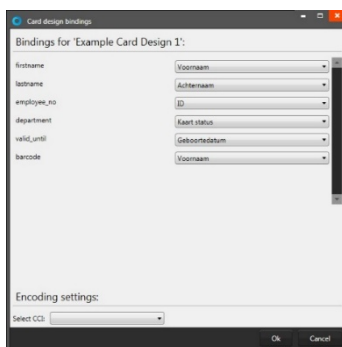 Card design bindings
Bindings for 'Example Card Design 1':
firstname Voornaam
lastname Achternaam
employee_no ID
department Kaart status
valid_until Geboortedatum
barcode Voornaam
Encoding settings:
Select CCI:
Ok Cancel